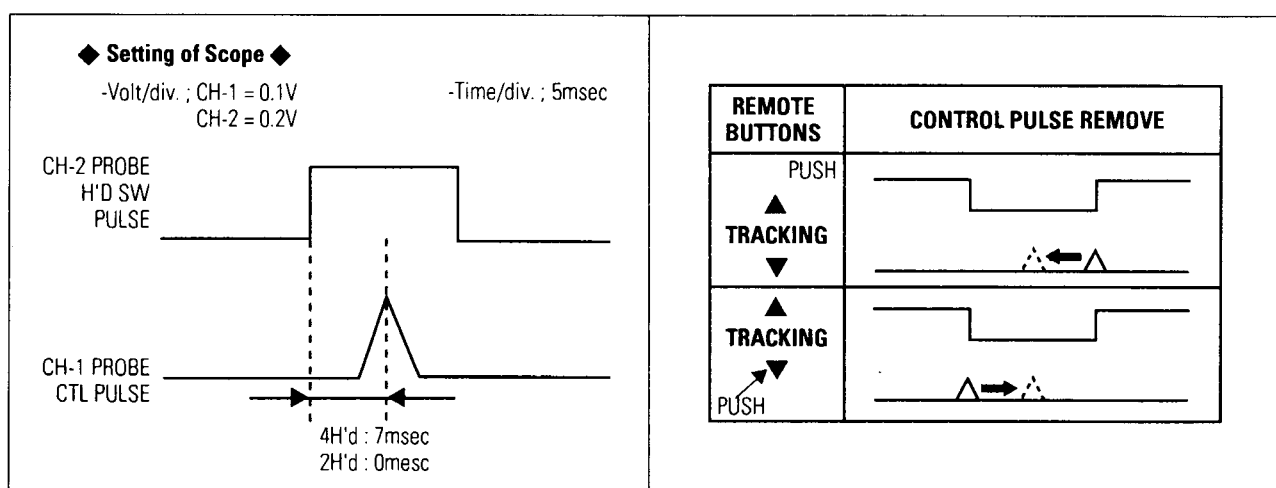 ◆ Setting of Scope ◆
-Volt/div. ; CH-1 = 0.1V
CH-2 = 0.2V
-Time/div. ; 5msec
CH-2 PROBE
H'D SW
PULSE
CH-1 PROBE
CTL PULSE
4H'd : 7msec
2H'd : 0mesc
REMOTE
BUTTONS
CONTROL PULSE REMOVE
PUSH
▲
TRACKING
▼
▲
TRACKING
▼
PUSH